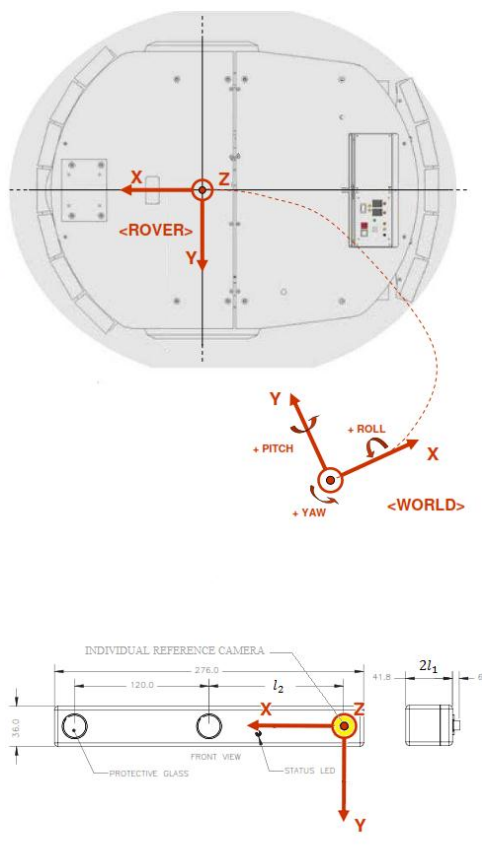 X
Z
<ROVER>
Y
Y
+ ROLL
+ PITCH
X
+ YAW
<WORLD>
INDIVIDUAL REFERENCE CAMERA
276.0
2l₁
41.8
6
120.0
l₂
X
Z
36.0
FRONT VIEW
STATUS LED
PROTECTIVE GLASS
Y